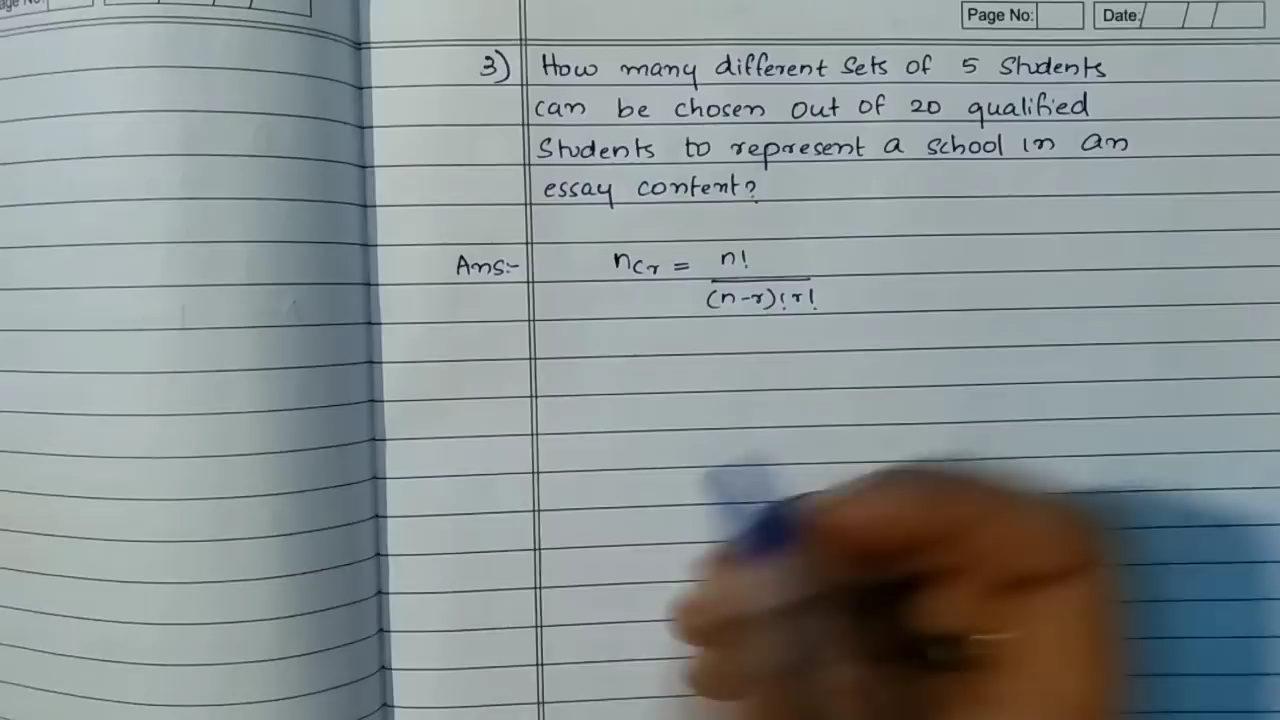 Page No:
Date:
3) How many different sets of 5 students
can be chosen out of 20 qualified
students to represent a school in an
essay content?
Ans:- nCr = n!
(n-r)! r!